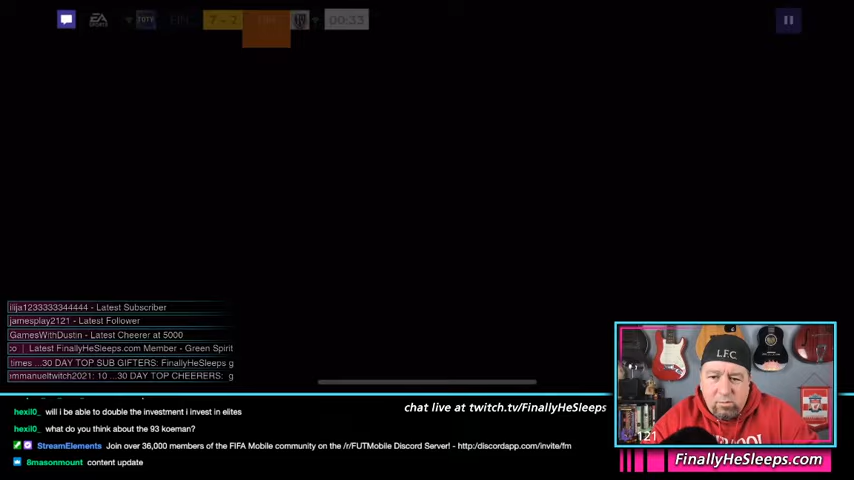 EA
SPORTS
TOTY
7 - 2
00:33
ilija1233333344444 - Latest Subscriber
jamesplay2121 - Latest Follower
GamesWithDustin - Latest Cheerer at 5000
:o | Latest FinallyHeSleeps.com Member - Green Spirit
times ...30 DAY TOP SUB GIFTERS: FinallyHeSleeps g
immanueltwitch2021: 10 ...30 DAY TOP CHEERERS: g
hexil0_ will i be able to double the investment i invest in elites
hexil0_ what do you think about the 93 koeman?
StreamElements Join over 36,000 members of the FIFA Mobile community on the /r/FUTMobile Discord Server! - http://discordapp.com/invite/fm
8masonmount content update
chat live at twitch.tv/FinallyHeSleeps
L.F.C.
121
FinallyHeSleeps.com